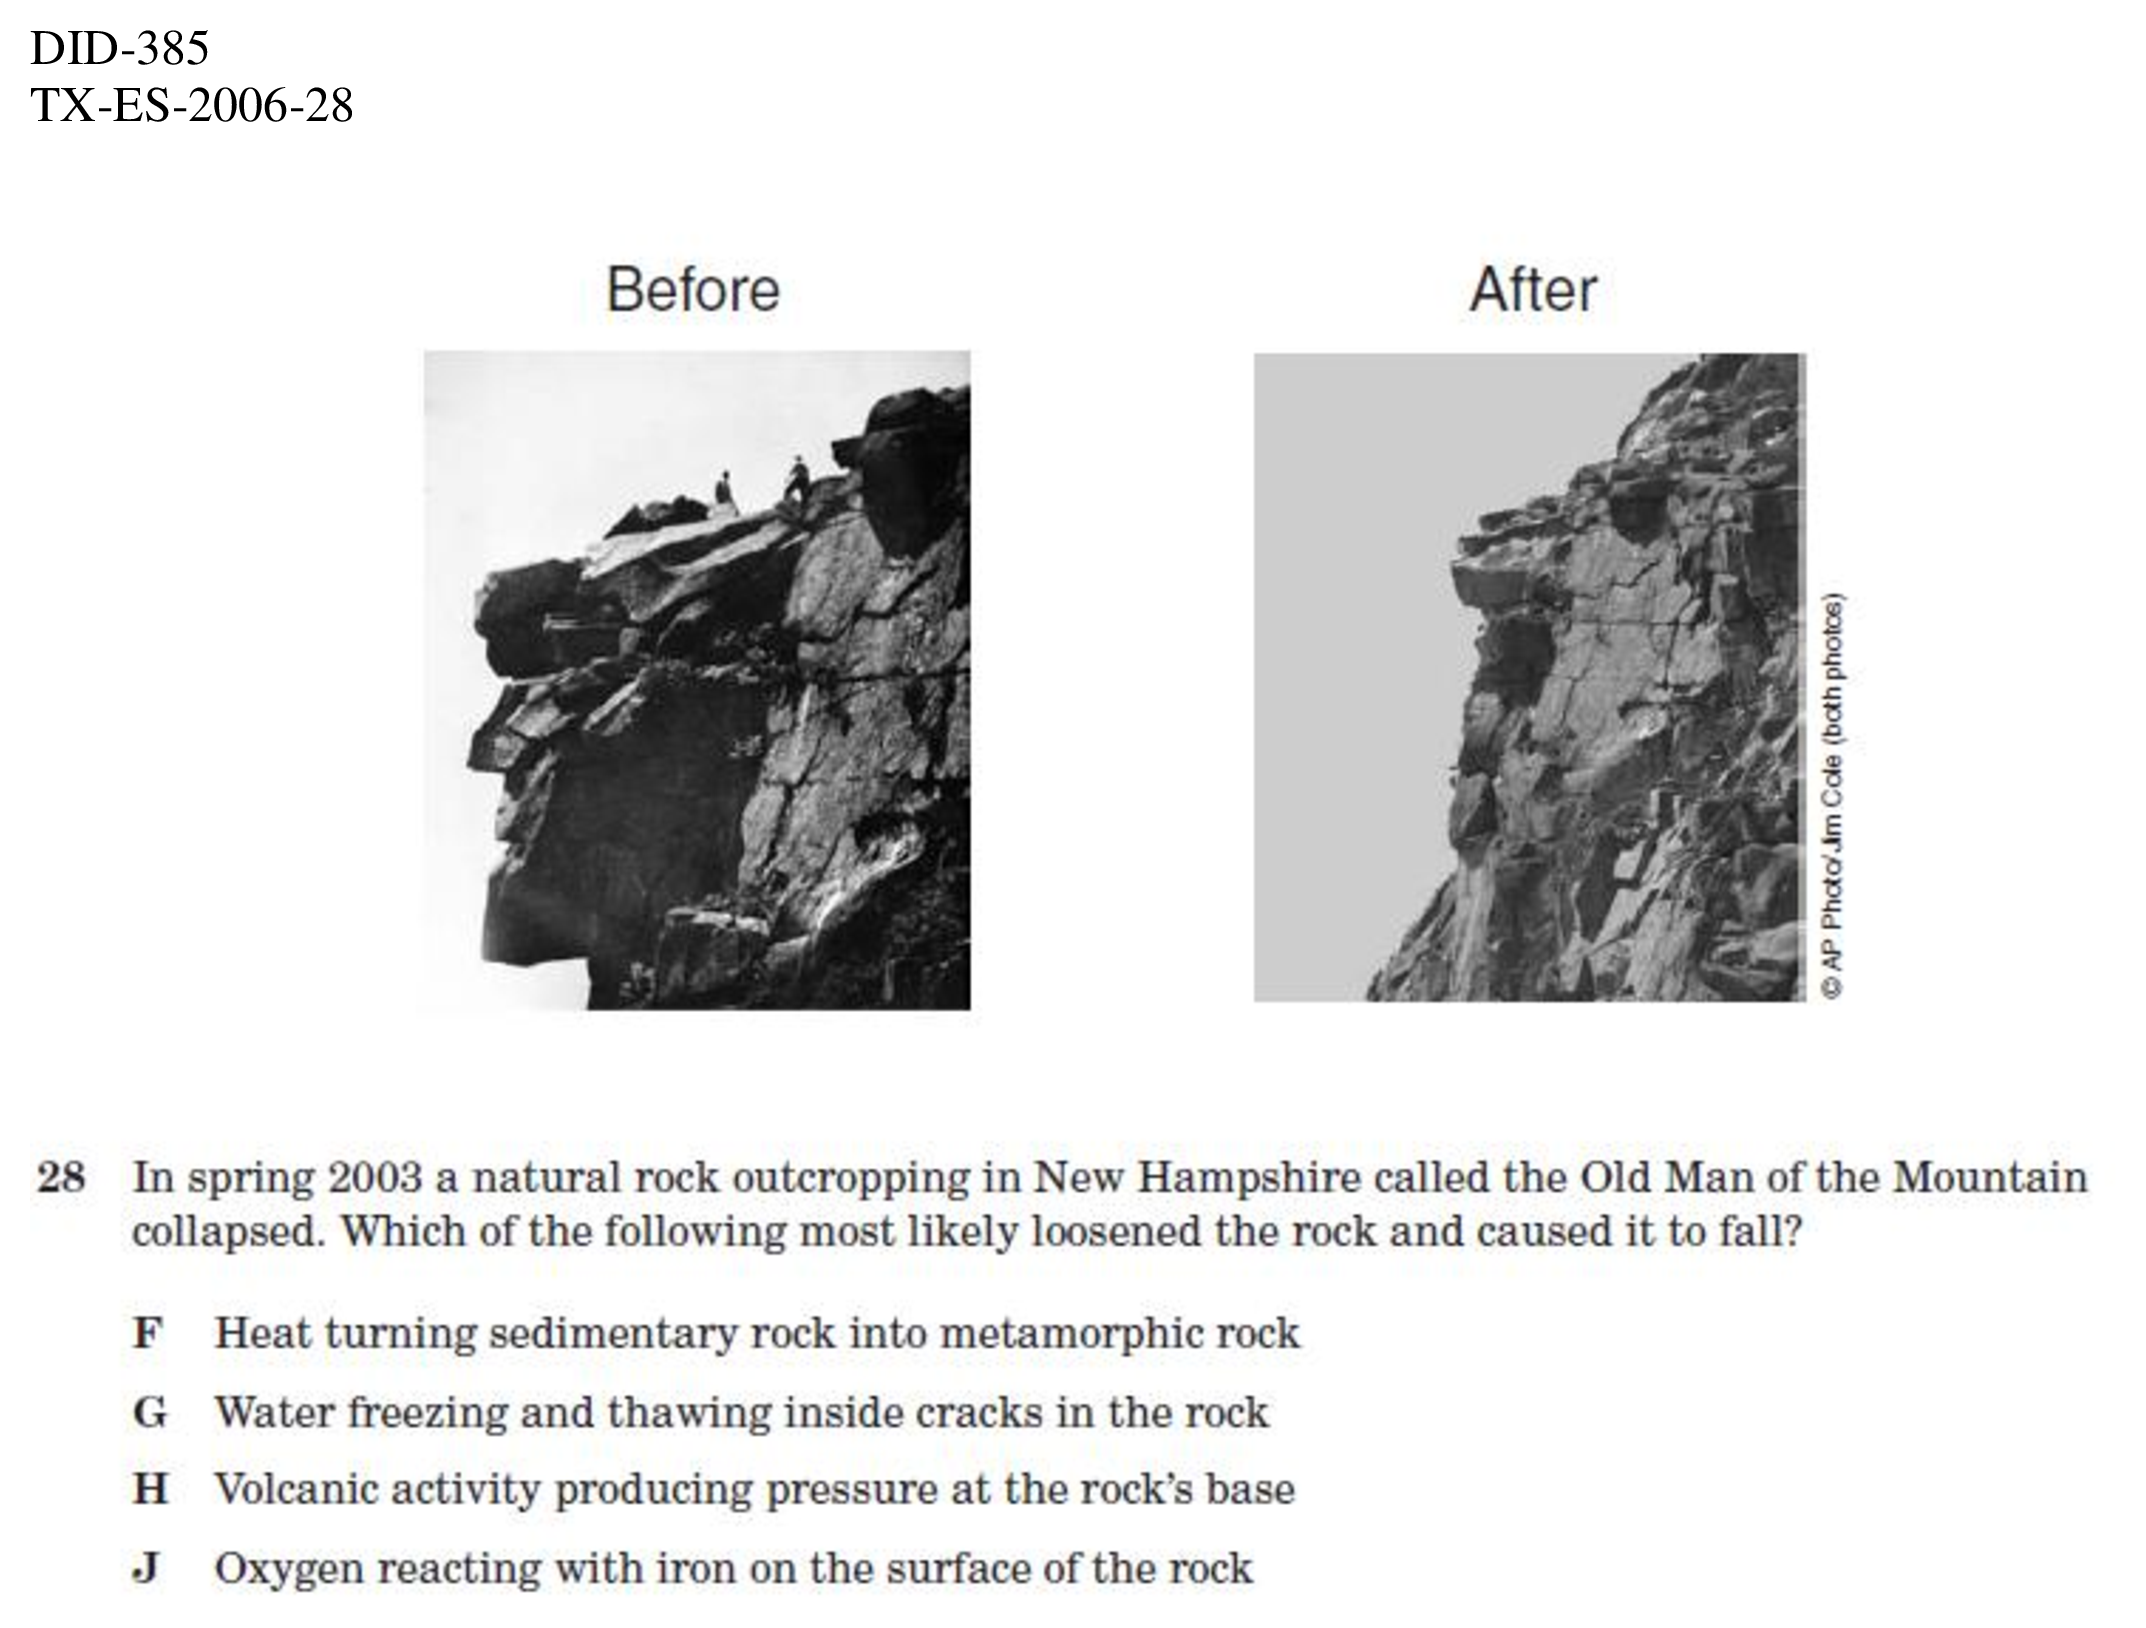 DID-385
TX-ES-2006-28
Before
After
© AP Photo/Jim Cole (both photos)
28 In spring 2003 a natural rock outcropping in New Hampshire called the Old Man of the Mountain
collapsed. Which of the following most likely loosened the rock and caused it to fall?
F Heat turning sedimentary rock into metamorphic rock
G Water freezing and thawing inside cracks in the rock
H Volcanic activity producing pressure at the rock’s base
J Oxygen reacting with iron on the surface of the rock